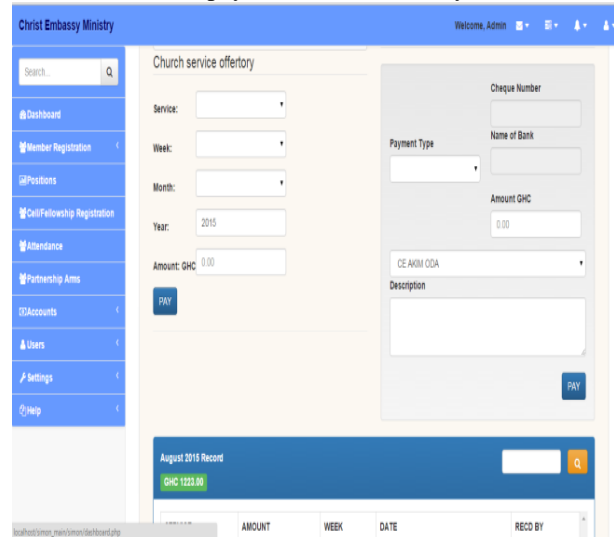 Christ Embassy Ministry
Welcome, Admin
Search...
Dashboard
Member Registration
Positions
Cell/Fellowship Registration
Attendance
Partnership Arms
Accounts
Users
Settings
Help
Church service offertory
Service:
Week:
Month:
Year: 2015
Amount: GHC 0.00
PAY
Cheque Number
Payment Type
Name of Bank
Amount GHC
0.00
CE AKIM ODA
Description
PAY
August 2015 Record
GHC 1223.00
AMOUNT WEEK DATE RECD BY
localhost/simon_main/simon/dashboard.php